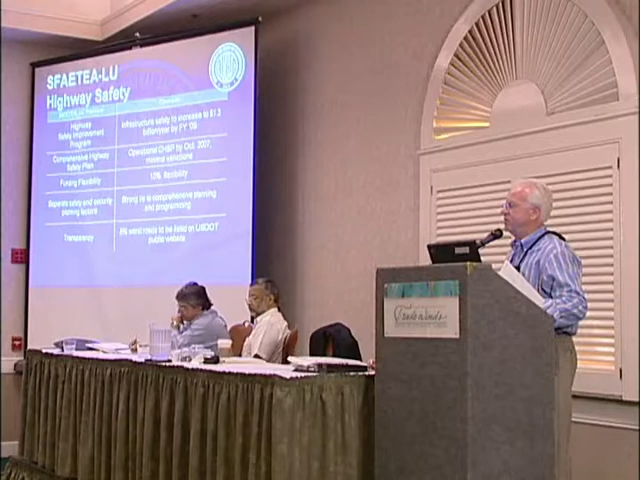 SFAETEA-LU
Highway Safety
Highway
Safety Improvement
Program
Infrastructure safety to increase to $1.3
billion/year by FY '09
Comprehensive Highway
Safety Plan
Operational CHSP by Oct. 2007,
minimal sanctions
Funding Flexibility
10% flexibility
Separate safety and security
planning factors
Strong tie to comprehensive planning
and programming
Transparency
5% worst roads to be listed on USDOT
public website